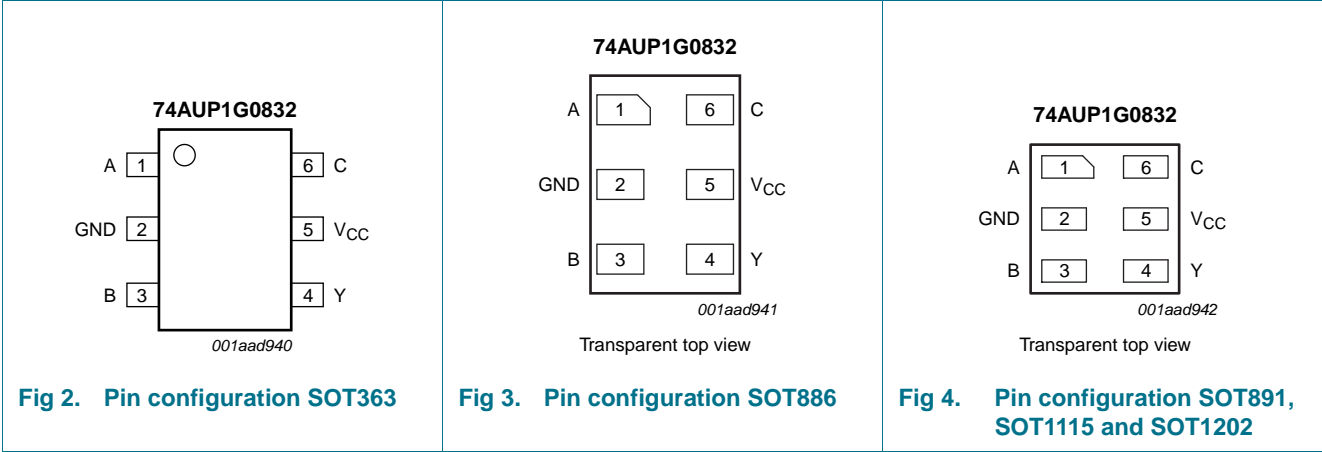 74AUP1G0832
A 1 6 C
GND 2 5 VCC
B 3 4 Y
001aad940
Fig 2. Pin configuration SOT363
74AUP1G0832
A 1 6 C
GND 2 5 VCC
B 3 4 Y
001aad941
Transparent top view
Fig 3. Pin configuration SOT886
74AUP1G0832
A 1 6 C
GND 2 5 VCC
B 3 4 Y
001aad942
Transparent top view
Fig 4. Pin configuration SOT891,
SOT1115 and SOT1202